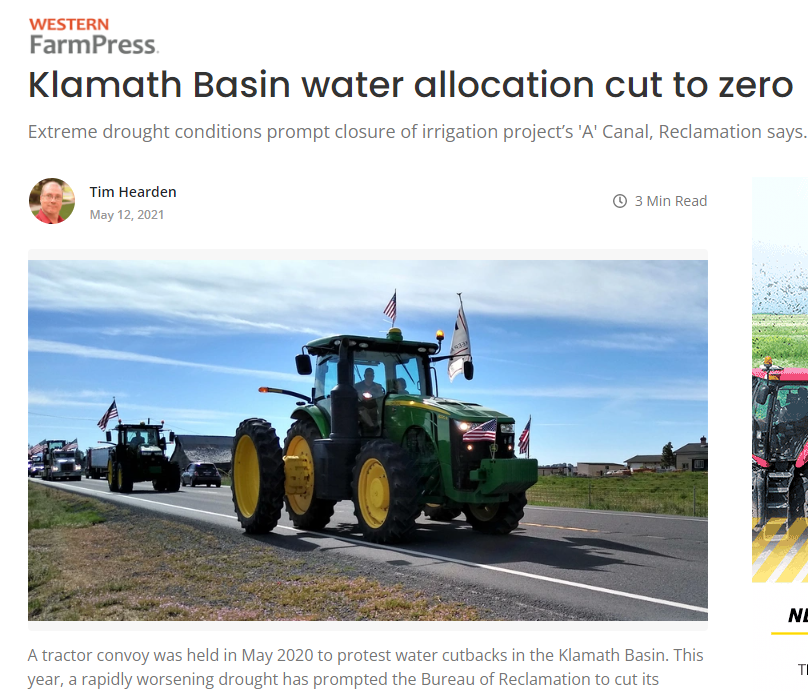 WESTERN
FarmPress
Klamath Basin water allocation cut to zero
Extreme drought conditions prompt closure of irrigation project’s 'A' Canal, Reclamation says.
Tim Hearden
May 12, 2021
3 Min Read
A tractor convoy was held in May 2020 to protest water cutbacks in the Klamath Basin. This
year, a rapidly worsening drought has prompted the Bureau of Reclamation to cut its